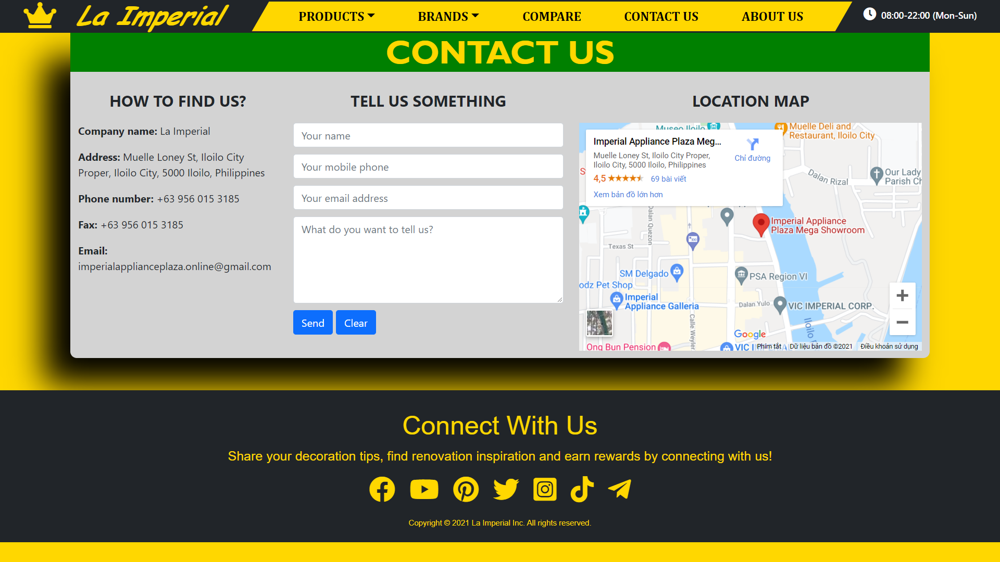 La Imperial
PRODUCTS
BRANDS
COMPARE
CONTACT US
ABOUT US
08:00-22:00 (Mon-Sun)
CONTACT US
HOW TO FIND US?
Company name: La Imperial
Address: Muelle Loney St, Iloilo City
Proper, Iloilo City, 5000 Iloilo, Philippines
Phone number: +63 956 015 3185
Fax: +63 956 015 3185
Email:
imperialapplianceplaza.online@gmail.com
TELL US SOMETHING
Your name
Your mobile phone
Your email address
What do you want to tell us?
Send
Clear
LOCATION MAP
Museo Iloilo
Muelle Deli and
Restaurant, Iloilo City
Imperial Appliance Plaza Meg...
Muelle Loney St, Iloilo City Proper,
Iloilo City, 5000 Iloilo, Philippines
Chỉ đường
4,5
69 bài viết
Xem bản đồ lớn hơn
Dalan Rizal
Our Lady
Parish Ch
Dalan Quezon
Imperial Appliance
Plaza Mega Showroom
100
Texas St
SM Delgado
PSA Region VI
odz Pet Shop
Imperial
Appliance Galleria
Dalan Yulo
VIC IMPERIAL CORP.
Calle Weyler
Iloilo
Google
Ong Bun Pension
VIC
Phím tắt
Dữ liệu bản đồ ©2021
Điều khoản sử dụng
Connect With Us
Share your decoration tips, find renovation inspiration and earn rewards by connecting with us!
Copyright © 2021 La Imperial Inc. All rights reserved.